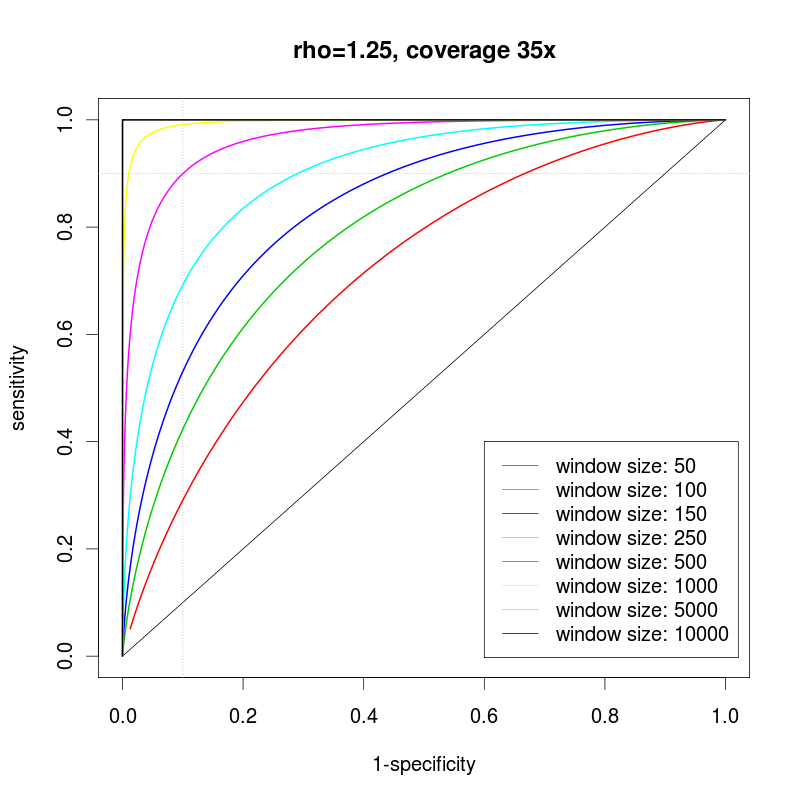 rho=1.25, coverage 35x
sensitivity
1.0
0.8
0.6
0.4
0.2
0.0
window size: 50
window size: 100
window size: 150
window size: 250
window size: 500
window size: 1000
window size: 5000
window size: 10000
0.0 0.2 0.4 0.6 0.8 1.0
1-specificity